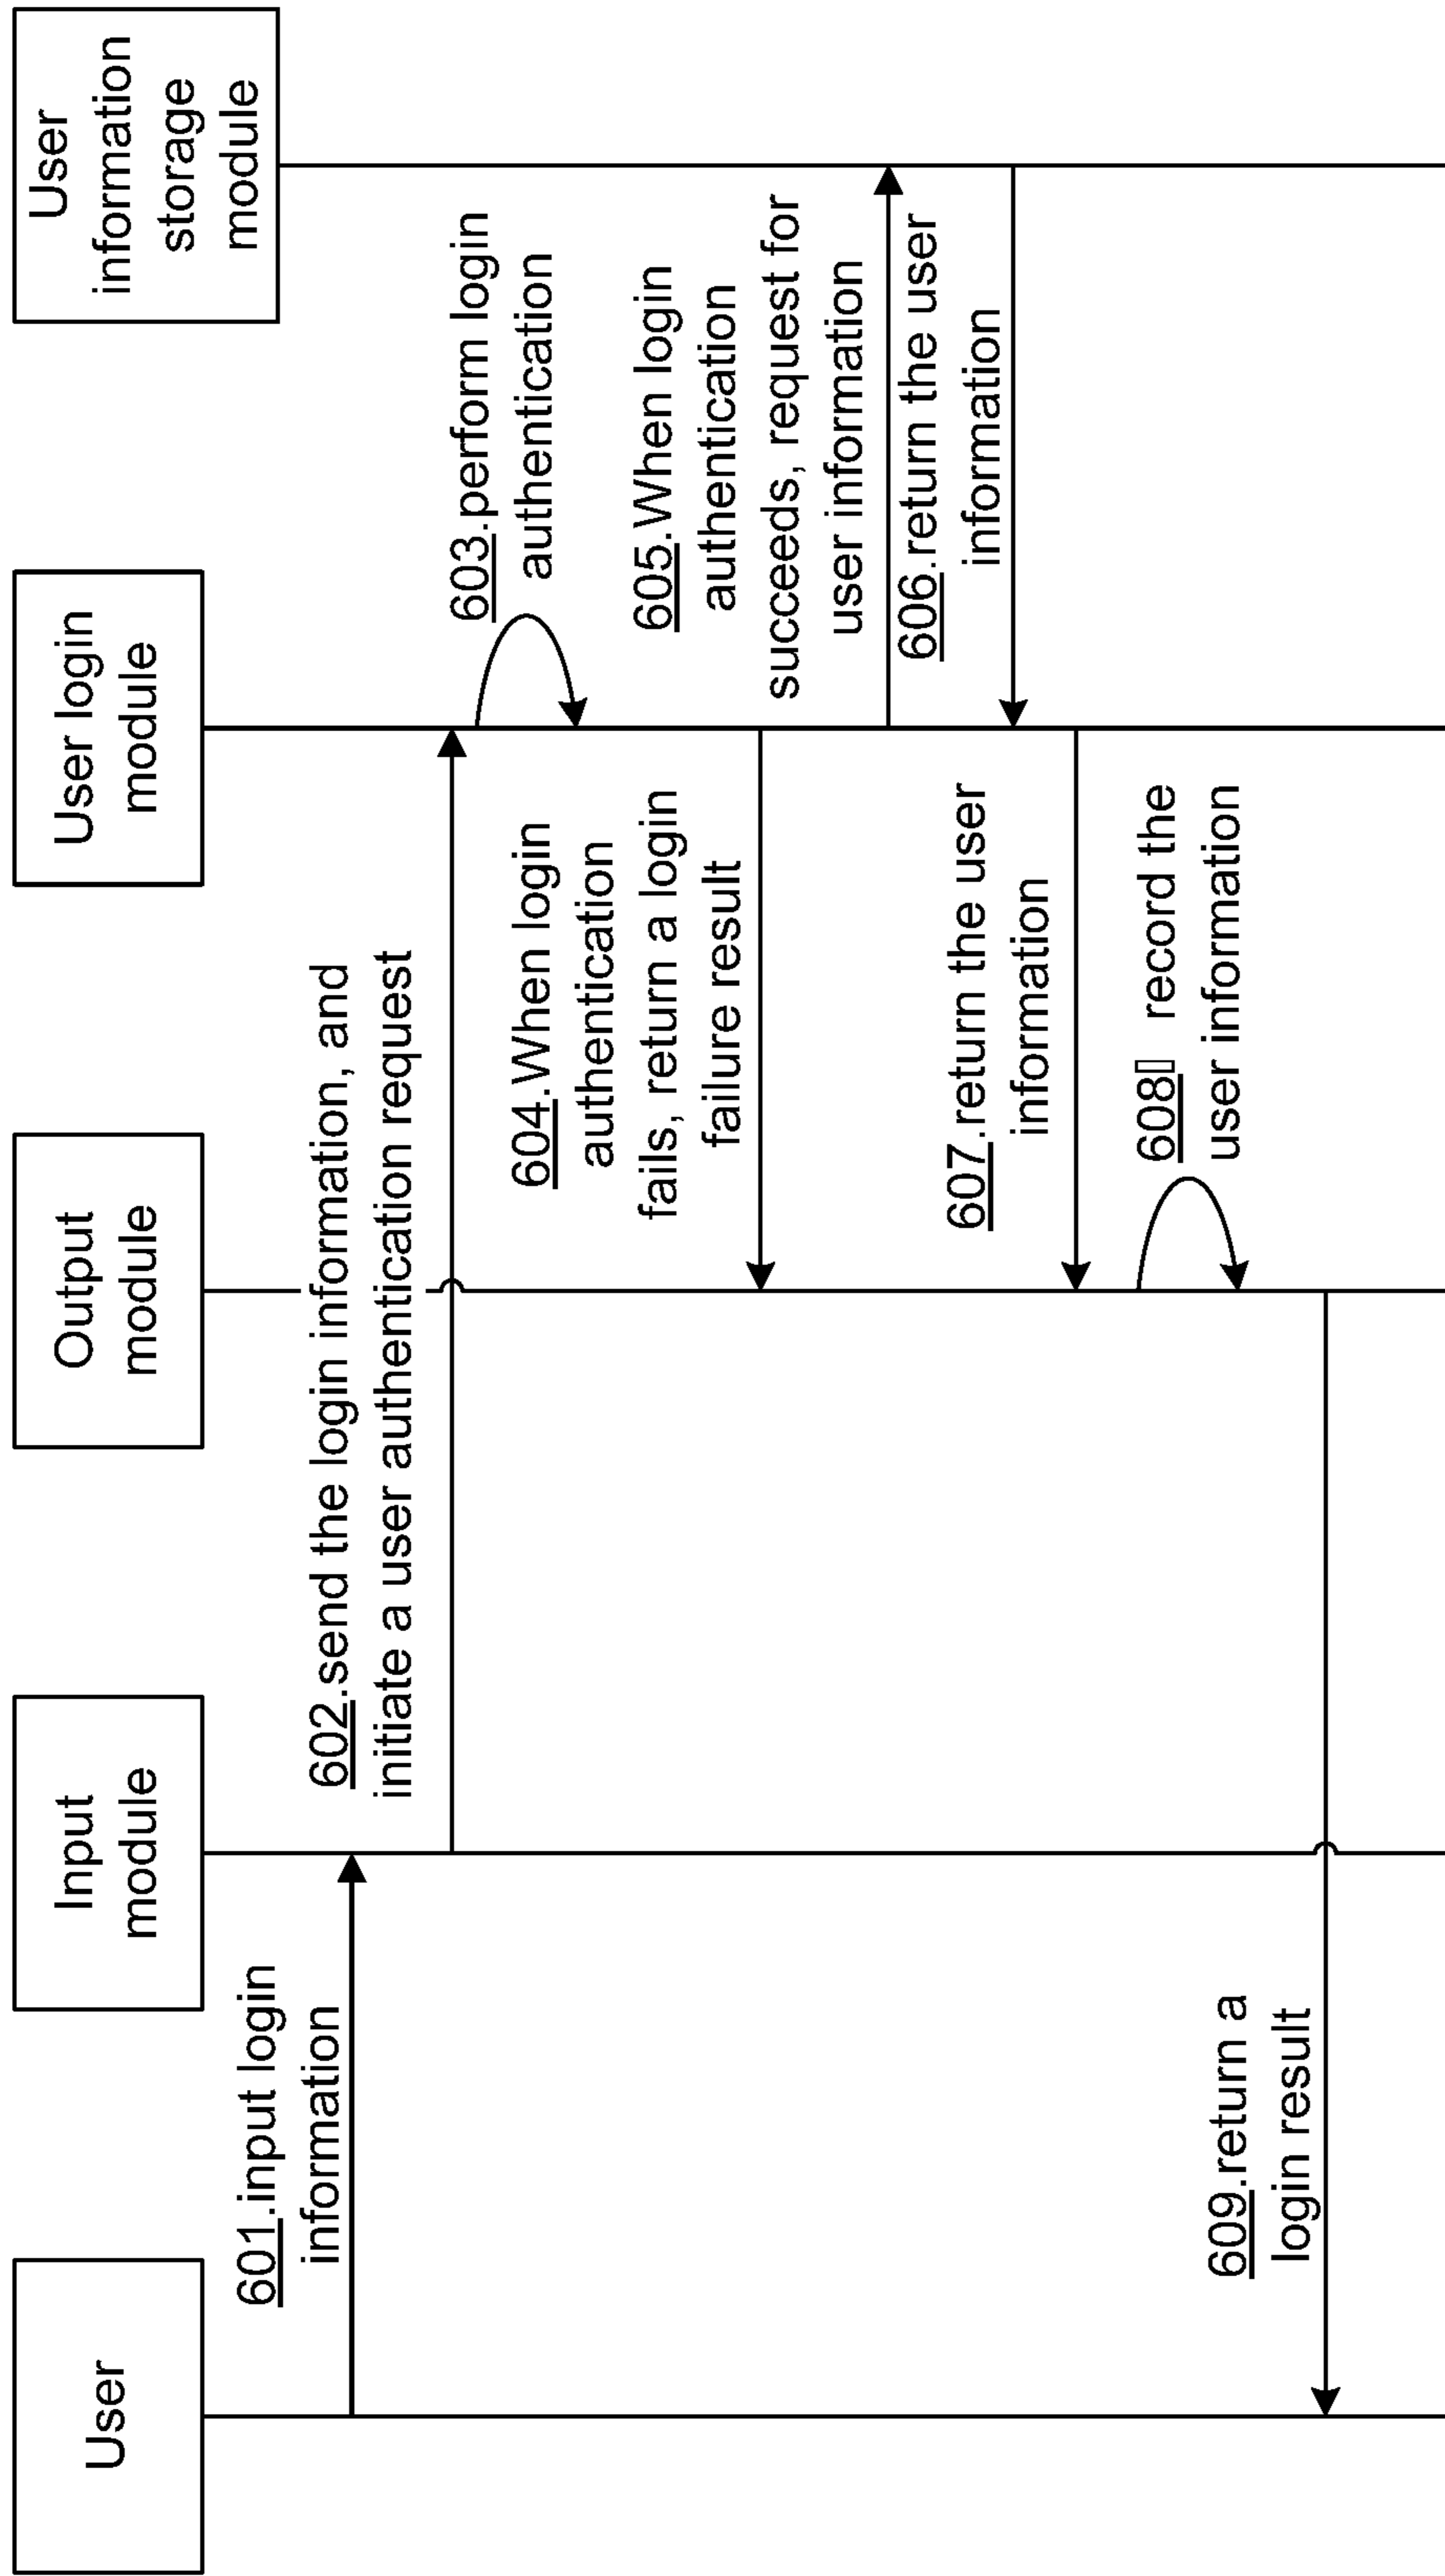 User
Input
module
Output
module
User login
module
User
information
storage
module
601.input login
information
602.send the login information, and
initiate a user authentication request
603.perform login
authentication
604.When login
authentication
fails, return a login
failure result
605.When login
authentication
succeeds, request for
user information
606.return the user
information
607.return the user
information
608 record the
user information
609.return a
login result